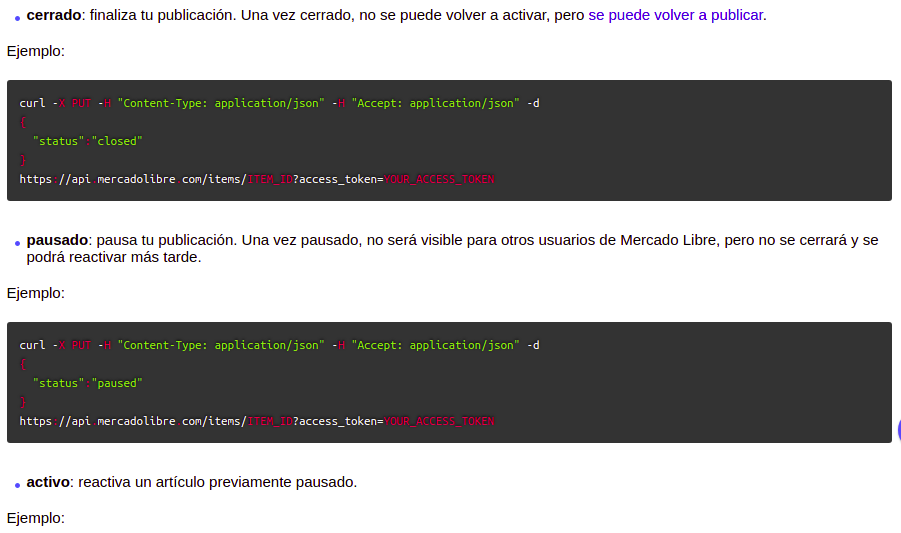 cerrado: finaliza tu publicación. Una vez cerrado, no se puede volver a activar, pero se puede volver a publicar.
Ejemplo:
curl -X PUT -H "Content-Type: application/json" -H "Accept: application/json" -d
{
"status":"closed"
}
https://api.mercadolibre.com/items/ITEM_ID?access_token=YOUR_ACCESS_TOKEN
pausado: pausa tu publicación. Una vez pausado, no será visible para otros usuarios de Mercado Libre, pero no se cerrará y se
podrá reactivar más tarde.
Ejemplo:
curl -X PUT -H "Content-Type: application/json" -H "Accept: application/json" -d
{
"status":"paused"
}
https://api.mercadolibre.com/items/ITEM_ID?access_token=YOUR_ACCESS_TOKEN
activo: reactiva un artículo previamente pausado.
Ejemplo: